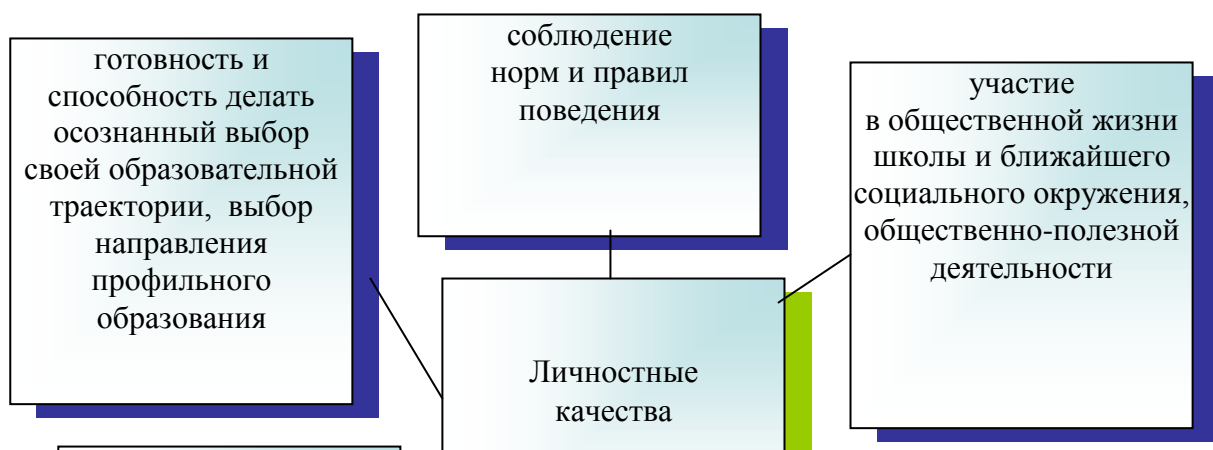 готовность и
способность делать
осознанный выбор
своей образовательной
траектории, выбор
направления
профильного
образования
соблюдение
норм и правил
поведения
участие
в общественной жизни
школы и ближайшего
социального окружения,
общественно-полезной
деятельности
Личностные
качества